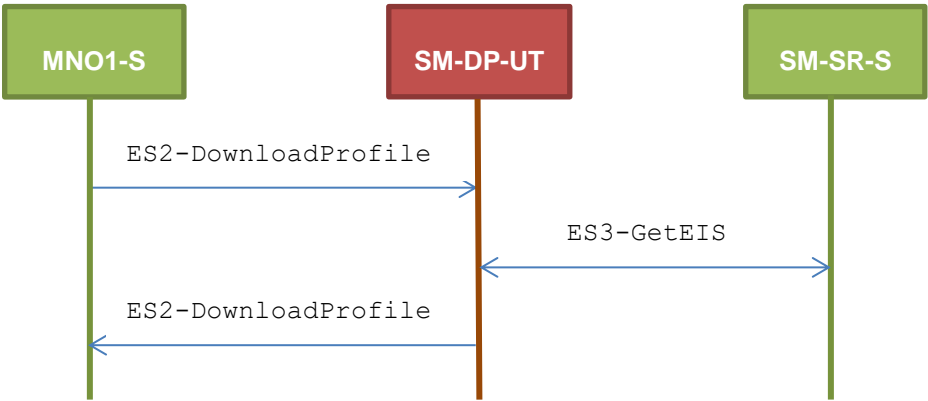 MNO1-S
SM-DP-UT
SM-SR-S
ES2-DownloadProfile
ES3-GetEIS
ES2-DownloadProfile